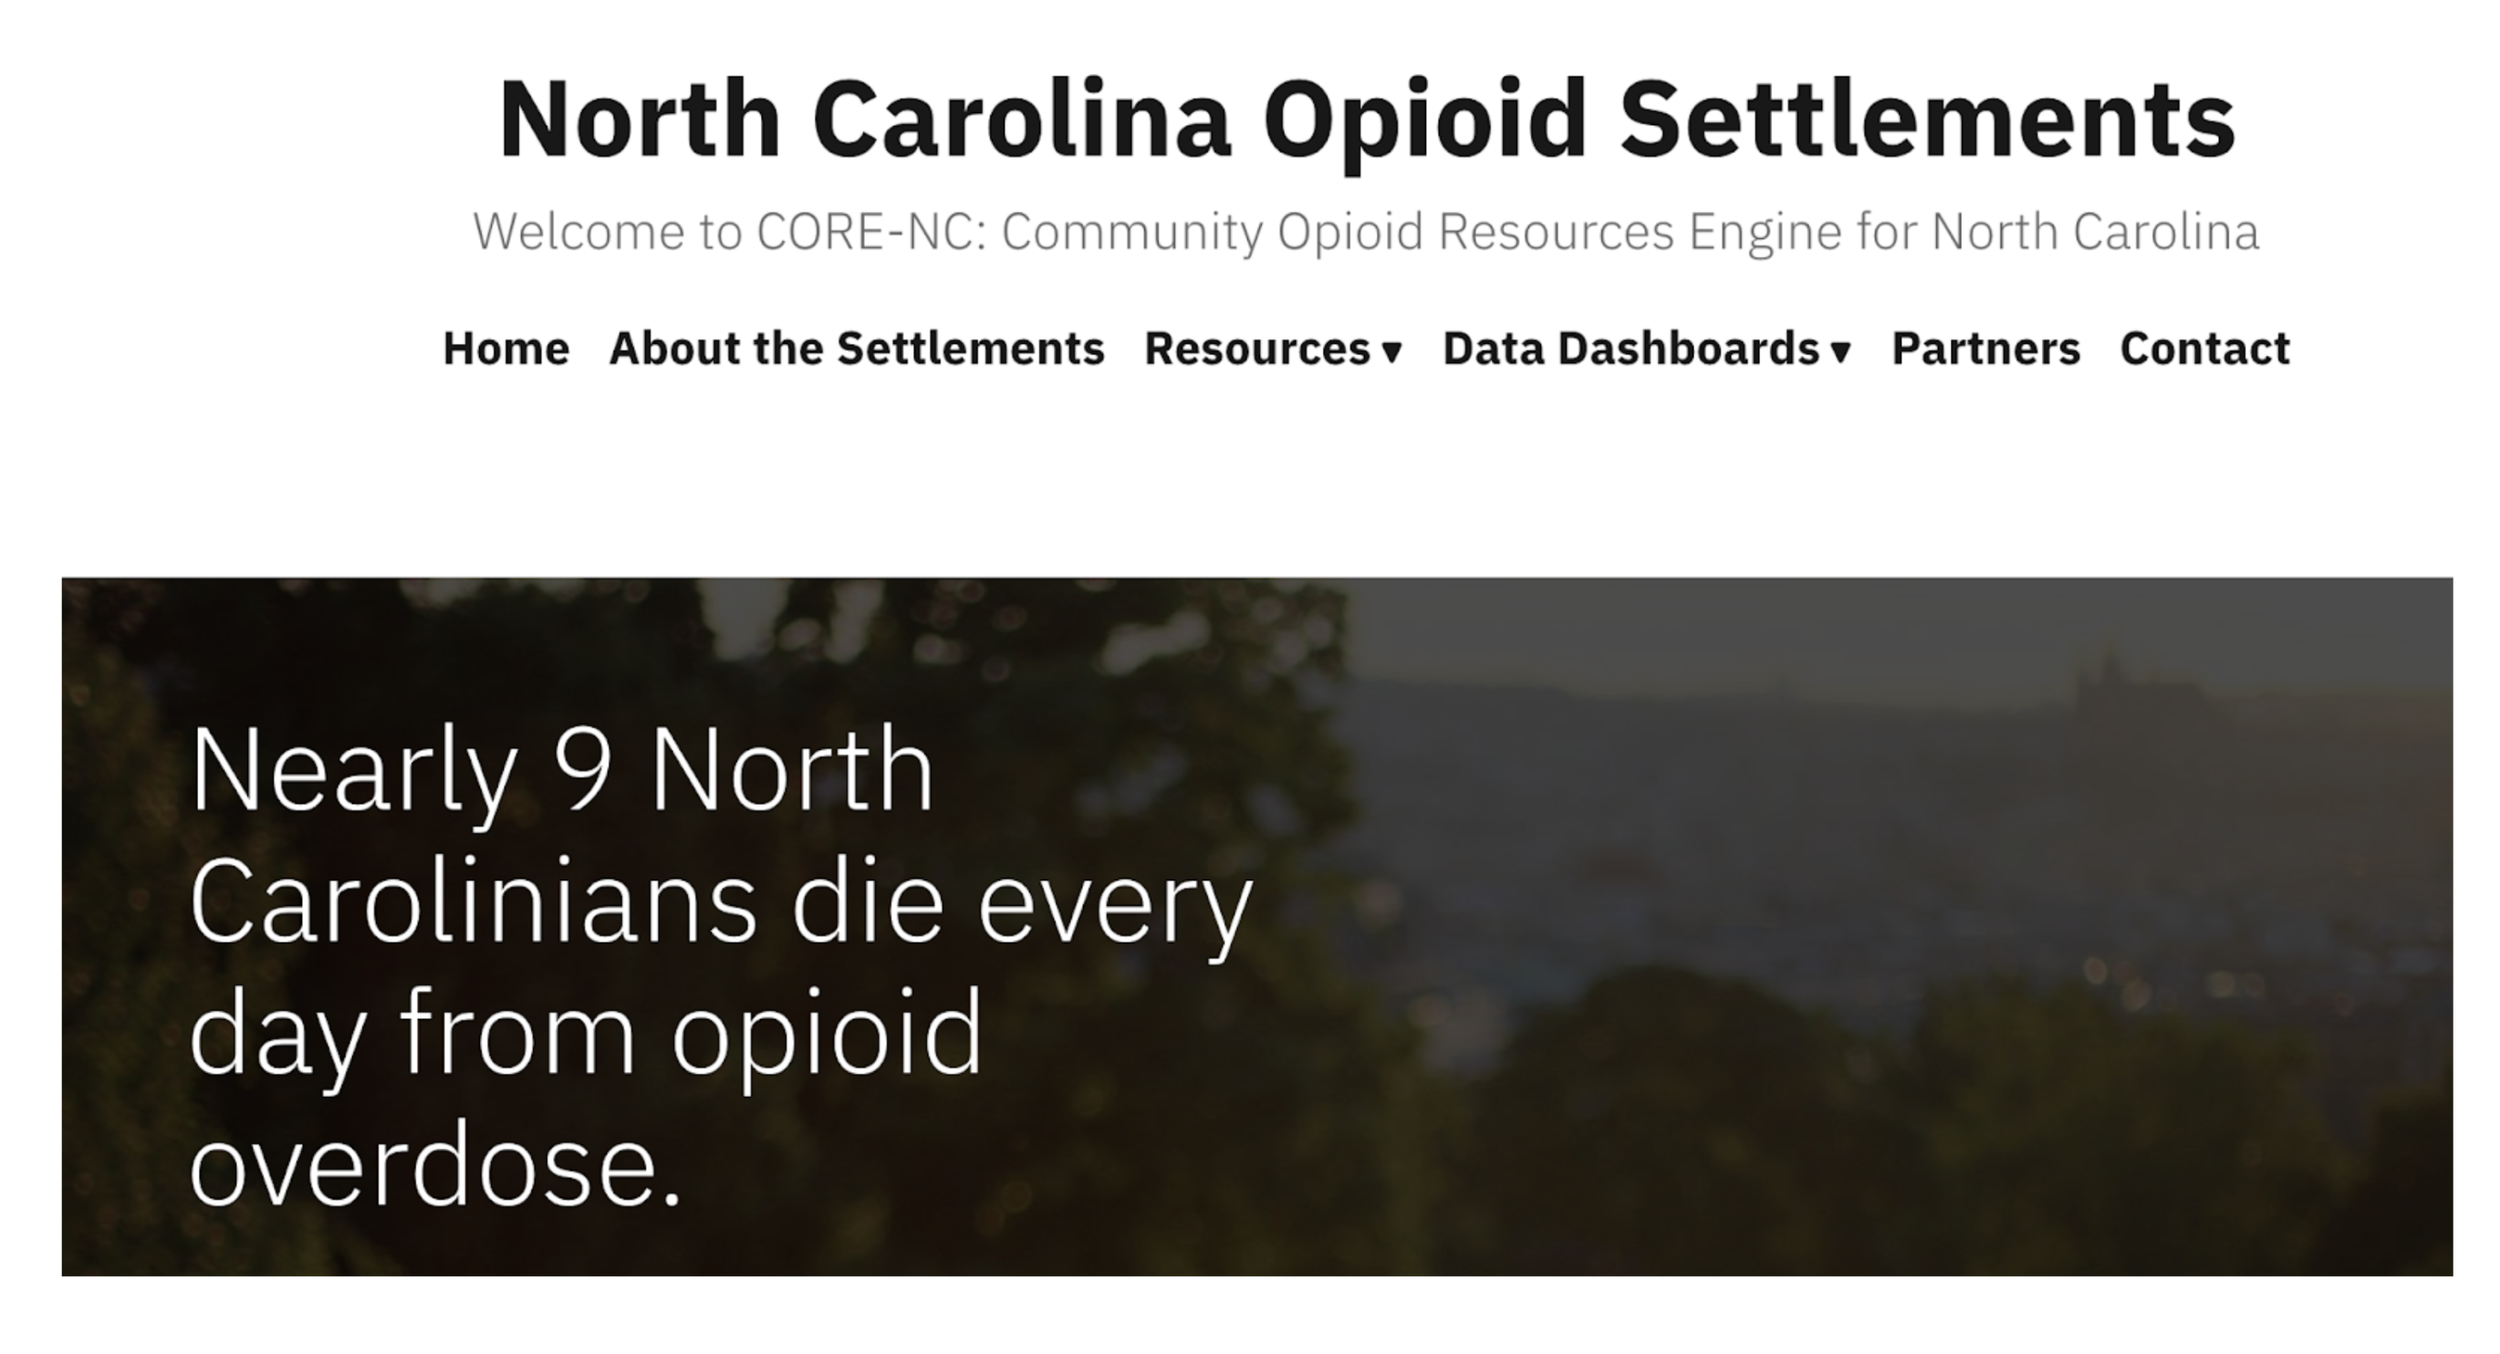 North Carolina Opioid Settlements
Welcome to CORE-NC: Community Opioid Resources Engine for North Carolina
Home About the Settlements Resources ▾ Data Dashboards ▾ Partners Contact
Nearly 9 North
Carolinians die every
day from opioid
overdose.